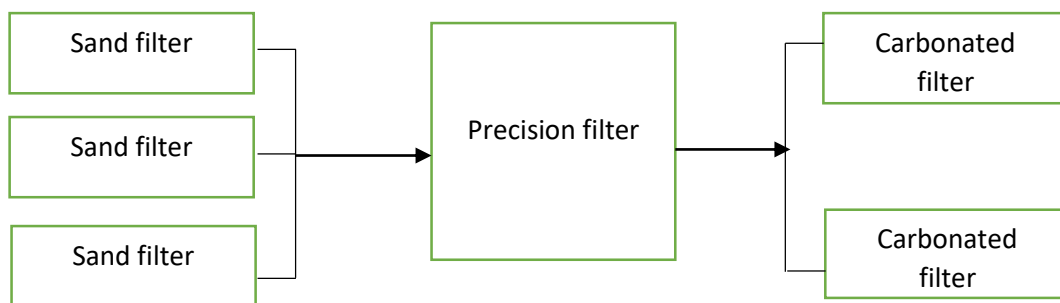 Sand filter
Sand filter
Sand filter
Precision filter
Carbonated
filter
Carbonated
filter